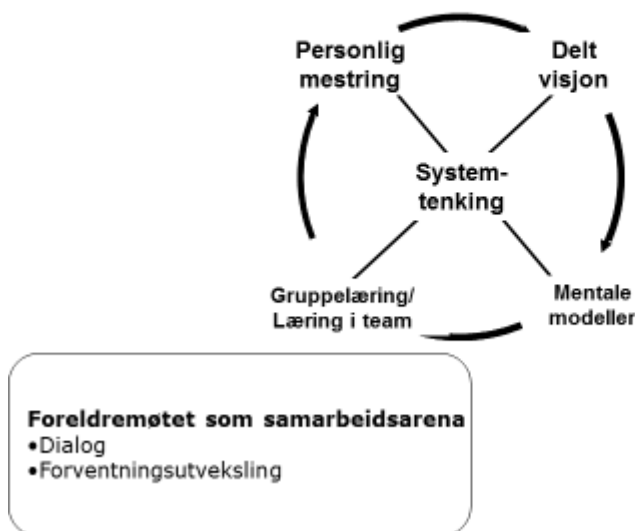 Personlig
mestring
Delt
visjon
System-
tenking
Gruppelæring/
Læring i team
Mentale
modeller
Foreldremøtet som samarbeidsarena
•Dialog
•Forventningsutveksling